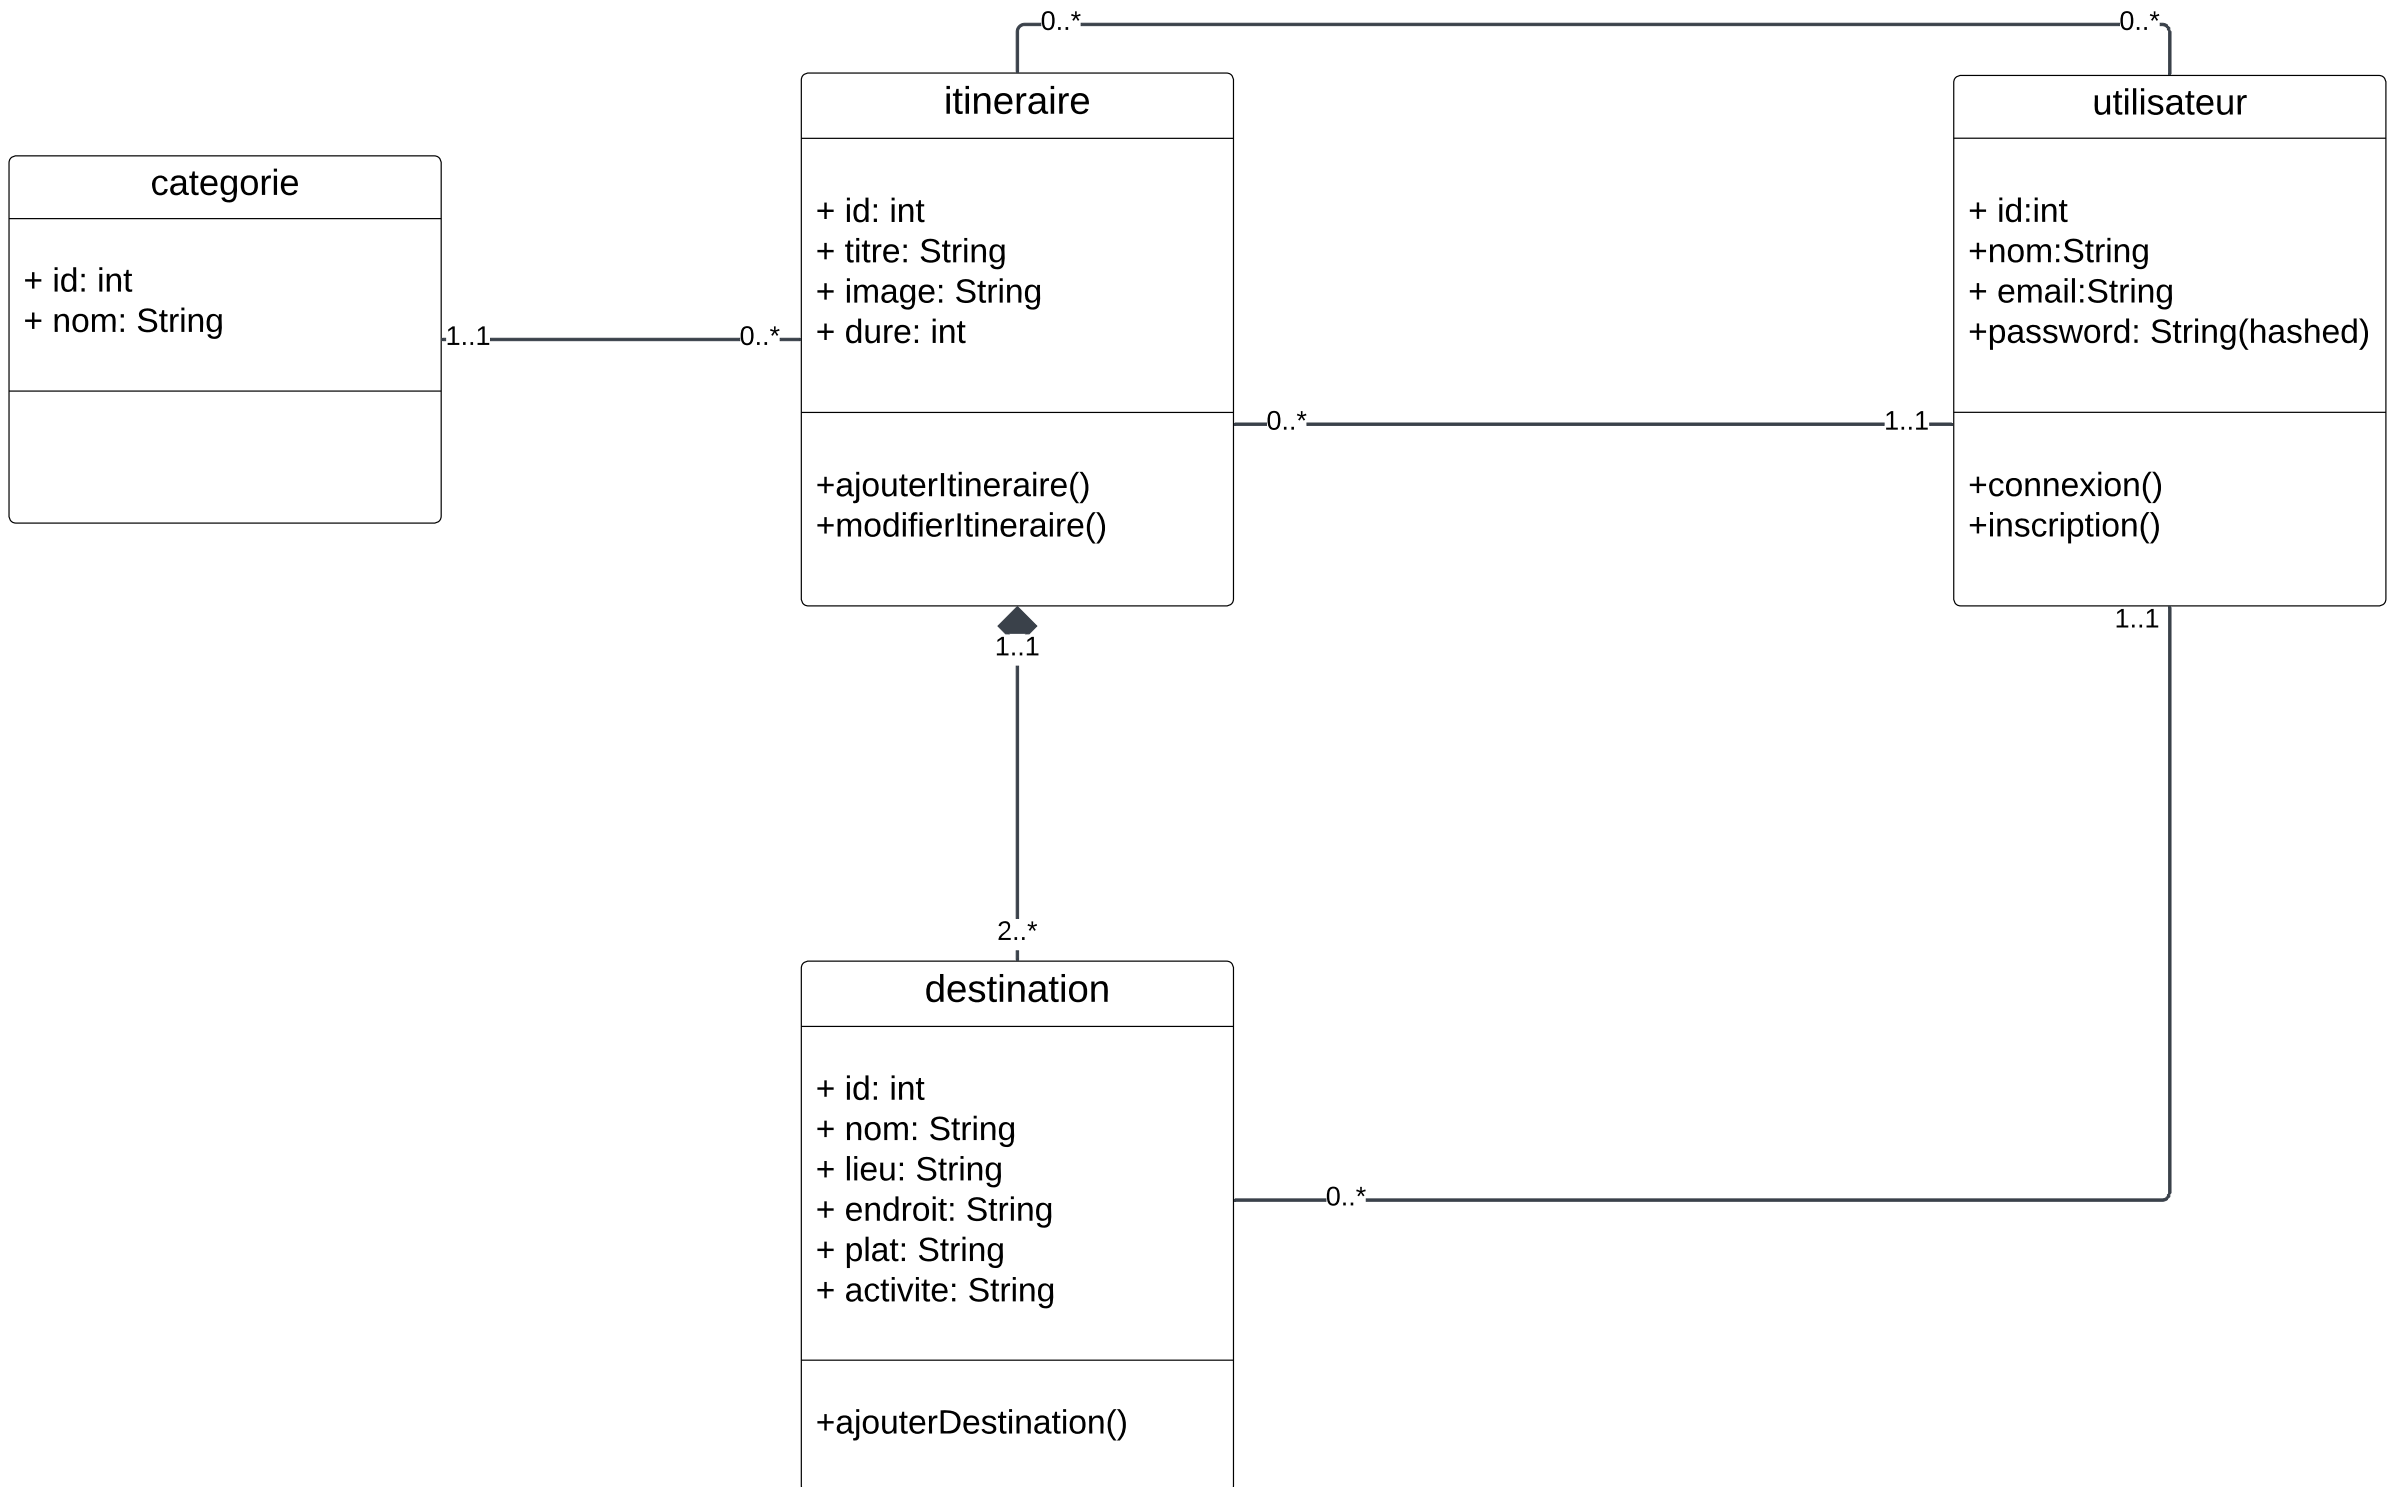 0..*
0..*
categorie
+ id: int
+ nom: String
1..1
0..*
itineraire
+ id: int
+ titre: String
+ image: String
+ dure: int
+ajouterItineraire()
+modifierItineraire()
0..*
1..1
utilisateur
+ id:int
+nom:String
+ email:String
+password: String(hashed)
+connexion()
+inscription()
1..1
1..1
2..*
destination
+ id: int
+ nom: String
+ lieu: String
+ endroit: String
+ plat: String
+ activite: String
+ajouterDestination()
0..*